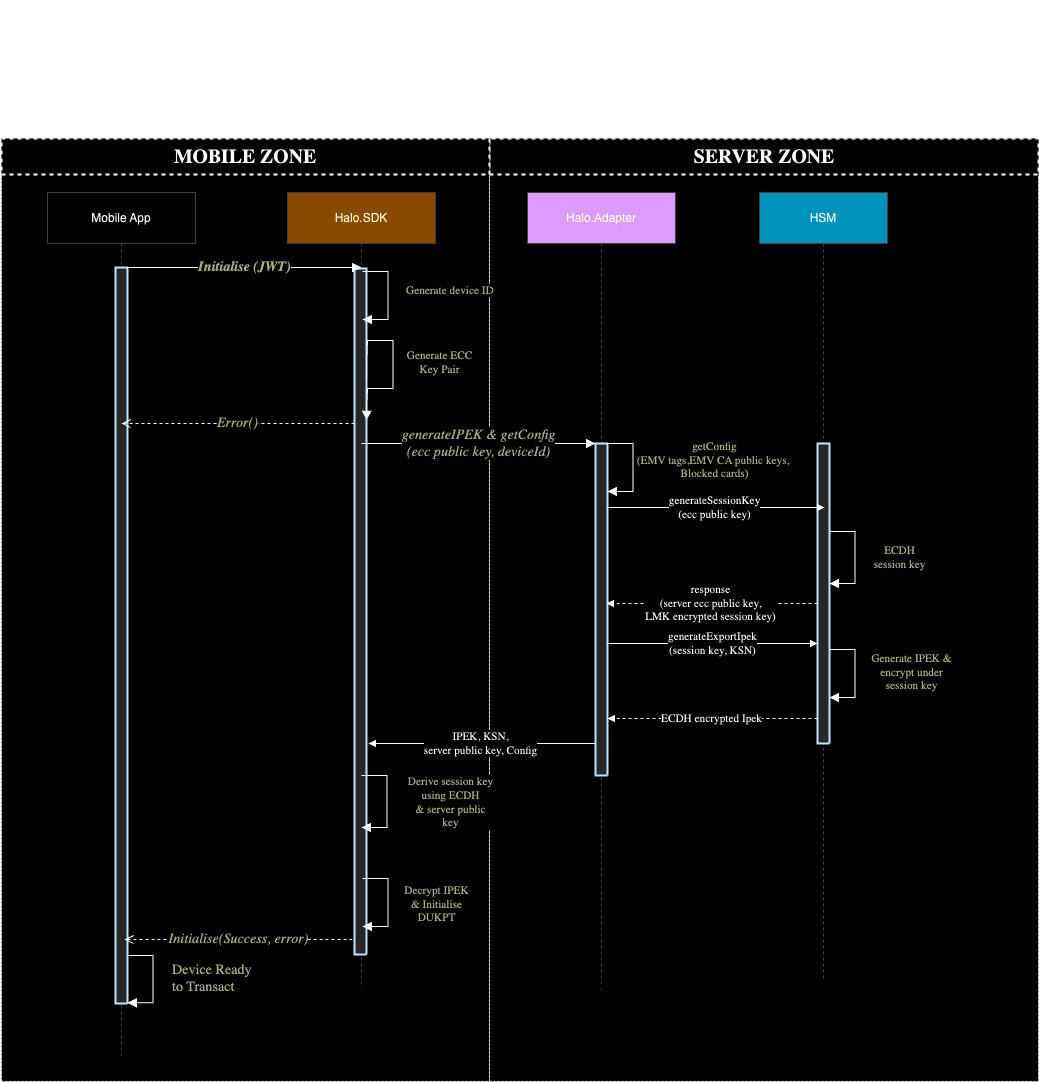 MOBILE ZONE
SERVER ZONE
Mobile App
Halo.SDK
Halo.Adapter
HSM
Initialise (JWT)
Generate device ID
Generate ECC
Key Pair
Error()
generateIPEK & getConfig
(ecc public key, deviceId)
getConfig
(EMV tags,EMV CA public keys,
Blocked cards)
generateSessionKey
(ecc public key)
ECDH
session key
response
(server ecc public key,
LMK encrypted session key)
generateExportIpek
(session key, KSN)
Generate IPEK &
encrypt under
session key
ECDH encrypted Ipek
IPEK, KSN,
server public key, Config
Derive session key
using ECDH
& server public
key
Decrypt IPEK
& Initialise
DUKPT
Initialise(Success, error)
Device Ready
to Transact